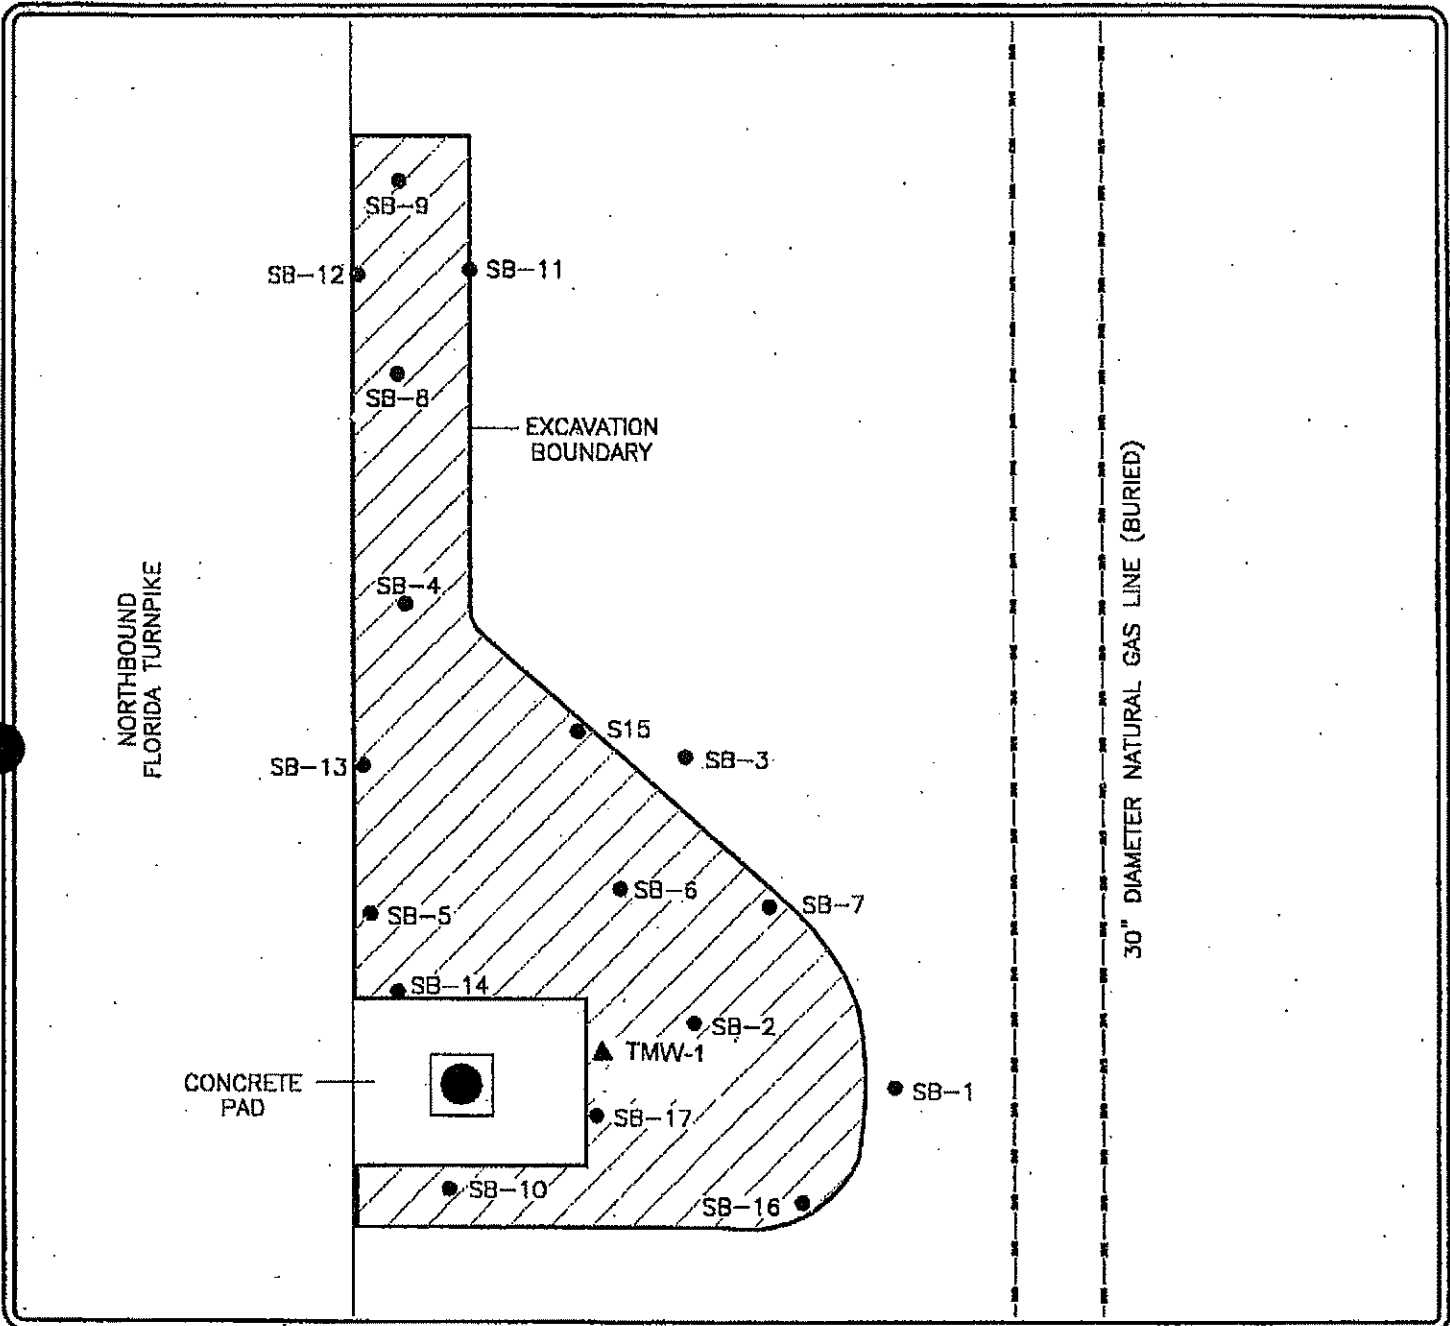 SB-9
SB-12
SB-11
SB-8
EXCAVATION
BOUNDARY
SB-4
NORTHBOUND
FLORIDA TURNPIKE
30" DIAMETER NATURAL GAS LINE (BURIED)
S15
SB-3
SB-13
SB-6
SB-7
SB-5
SB-14
SB-2
TMW-1
CONCRETE
PAD
SB-1
SB-17
SB-10
SB-16